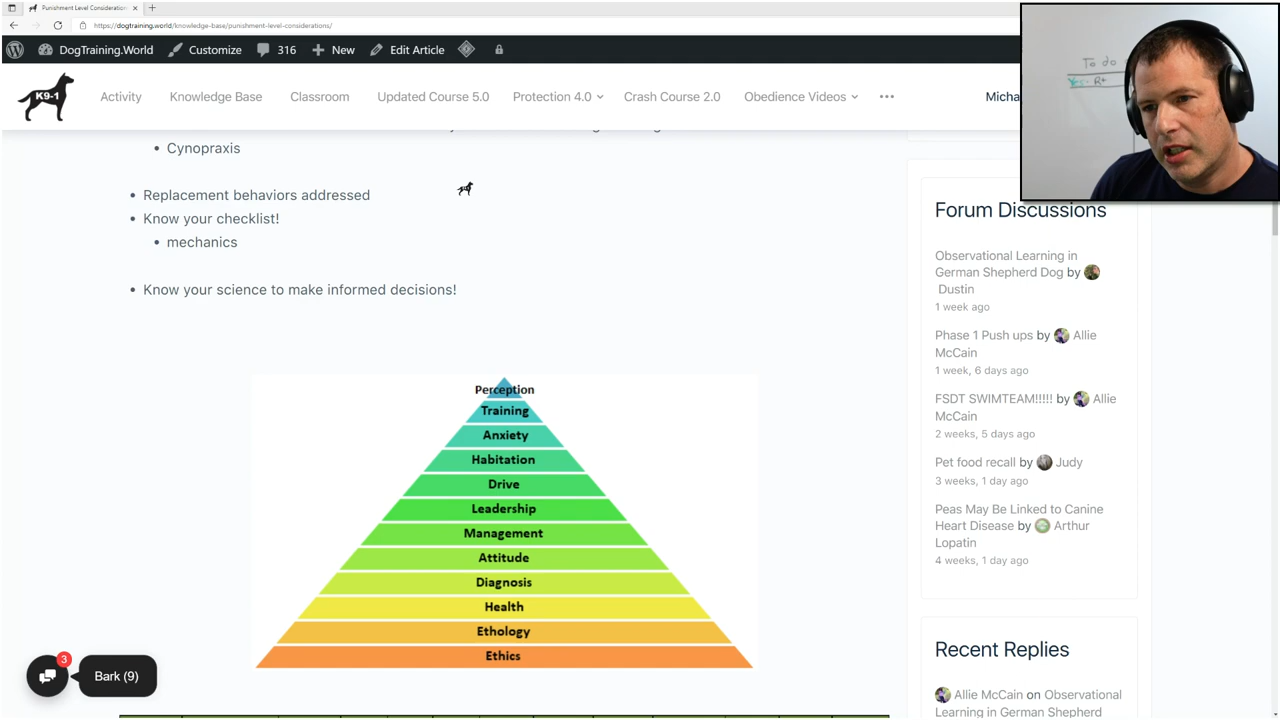 Punishment Level Consideration
https://dogtraining.world/knowledge-base/punishment-level-considerations/
DogTraining.World
Customize
316
New
Edit Article
K9-1
Activity
Knowledge Base
Classroom
Updated Course 5.0
Protection 4.0
Crash Course 2.0
Obedience Videos
Micha
To do
R+
Cynopraxis
Replacement behaviors addressed
Know your checklist!
mechanics
Know your science to make informed decisions!
Perception
Training
Anxiety
Habitation
Drive
Leadership
Management
Attitude
Diagnosis
Health
Ethology
Ethics
3
Bark (9)
Forum Discussions
Observational Learning in
German Shepherd Dog by
Dustin
1 week ago
Phase 1 Push ups by Allie
McCain
1 week, 6 days ago
FSDT SWIMTEAM!!!!! by Allie
McCain
2 weeks, 5 days ago
Pet food recall by Judy
3 weeks, 1 day ago
Peas May Be Linked to Canine
Heart Disease by Arthur
Lopatin
4 weeks, 1 day ago
Recent Replies
Allie McCain on Observational
Learning in German Shepherd